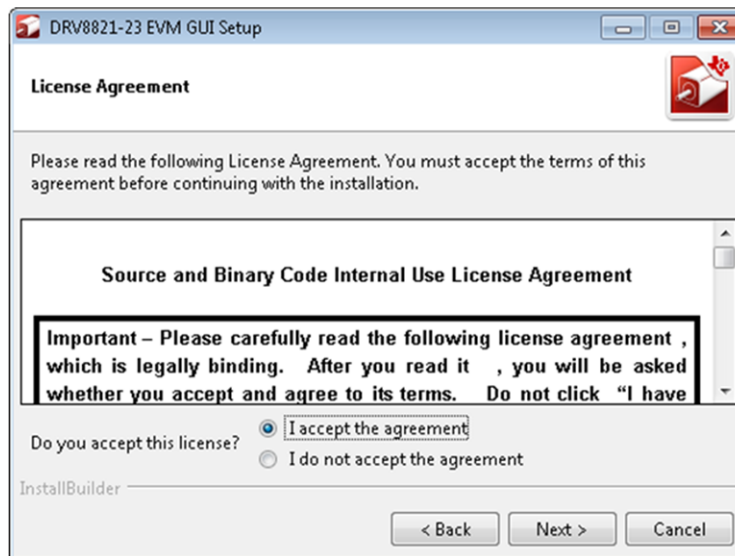 DRV8821-23 EVM GUI Setup
License Agreement
Please read the following License Agreement. You must accept the terms of this
agreement before continuing with the installation.
Source and Binary Code Internal Use License Agreement
Important – Please carefully read the following license agreement ,
which is legally binding. After you read it , you will be asked
whether you accept and agree to its terms. Do not click “I have
Do you accept this license?
I accept the agreement
I do not accept the agreement
InstallBuilder
< Back
Next >
Cancel